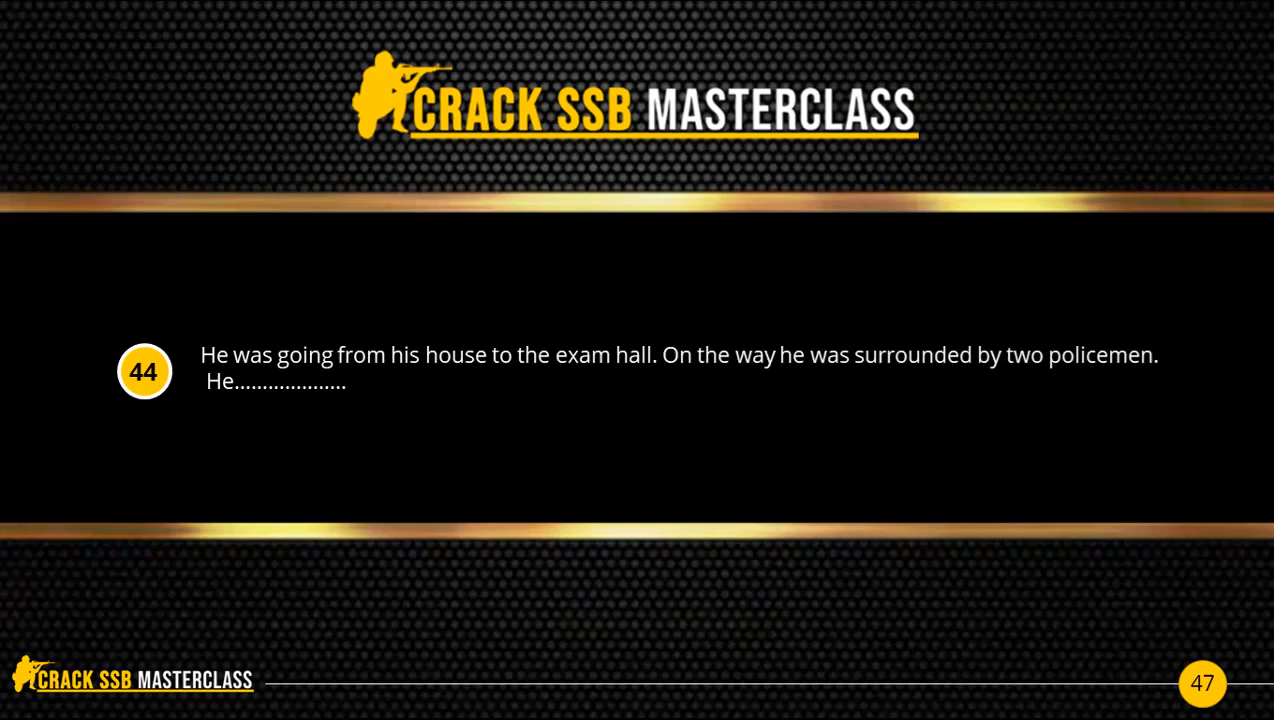 CRACK SSB MASTERCLASS
44
He was going from his house to the exam hall. On the way he was surrounded by two policemen.
He...................
CRACK SSB MASTERCLASS
47